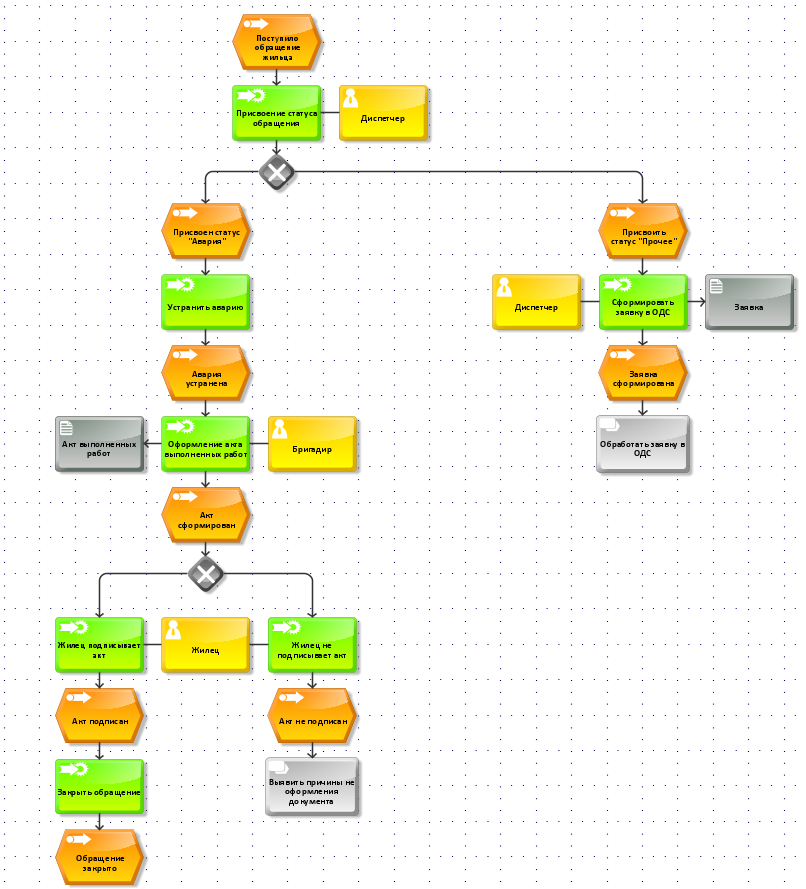 Поступило
обращение
жильца
Присвоение статуса
обращения
Диспетчер
Присвоен статус
"Авария"
Присвоить
статус "Прочее"
Устранить аварию
Диспетчер
Сформировать
заявку в ОДС
Заявка
Авария
устранена
Заявка
сформирована
Акт выполненных
работ
Оформление акта
выполненных работ
Бригадир
Обработать заявку в
ОДС
Акт
сформирован
Жилец подписывает
акт
Жилец
Жилец не
подписывает акт
Акт подписан
Акт не подписан
Закрыть обращение
Выявить причины не
оформления
документа
Обращение
закрыто